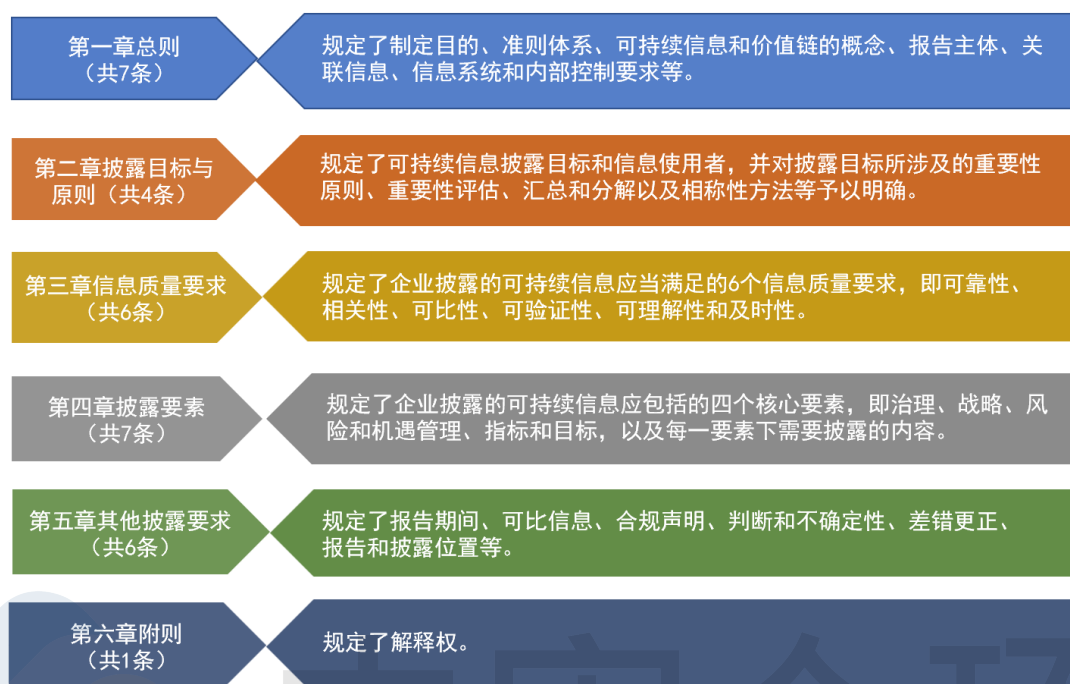 第一章总则
（共7条）
规定了制定目的、准则体系、可持续信息和价值链的概念、报告主体、关
联信息、信息系统和内部控制要求等。
第二章披露目标与
原则（共4条）
规定了可持续信息披露目标和信息使用者，并对披露目标所涉及的重要性
原则、重要性评估、汇总和分解以及相称性方法等予以明确。
第三章信息质量要求
（共6条）
规定了企业披露的可持续信息应当满足的6个信息质量要求，即可靠性、
相关性、可比性、可验证性、可理解性和及时性。
第四章披露要素
（共7条）
规定了企业披露的可持续信息应包括的四个核心要素，即治理、战略、风
险和机遇管理、指标和目标，以及每一要素下需要披露的内容。
第五章其他披露要求
（共6条）
规定了报告期间、可比信息、合规声明、判断和不确定性、差错更正、
报告和披露位置等。
第六章附则
（共1条）
规定了解释权。